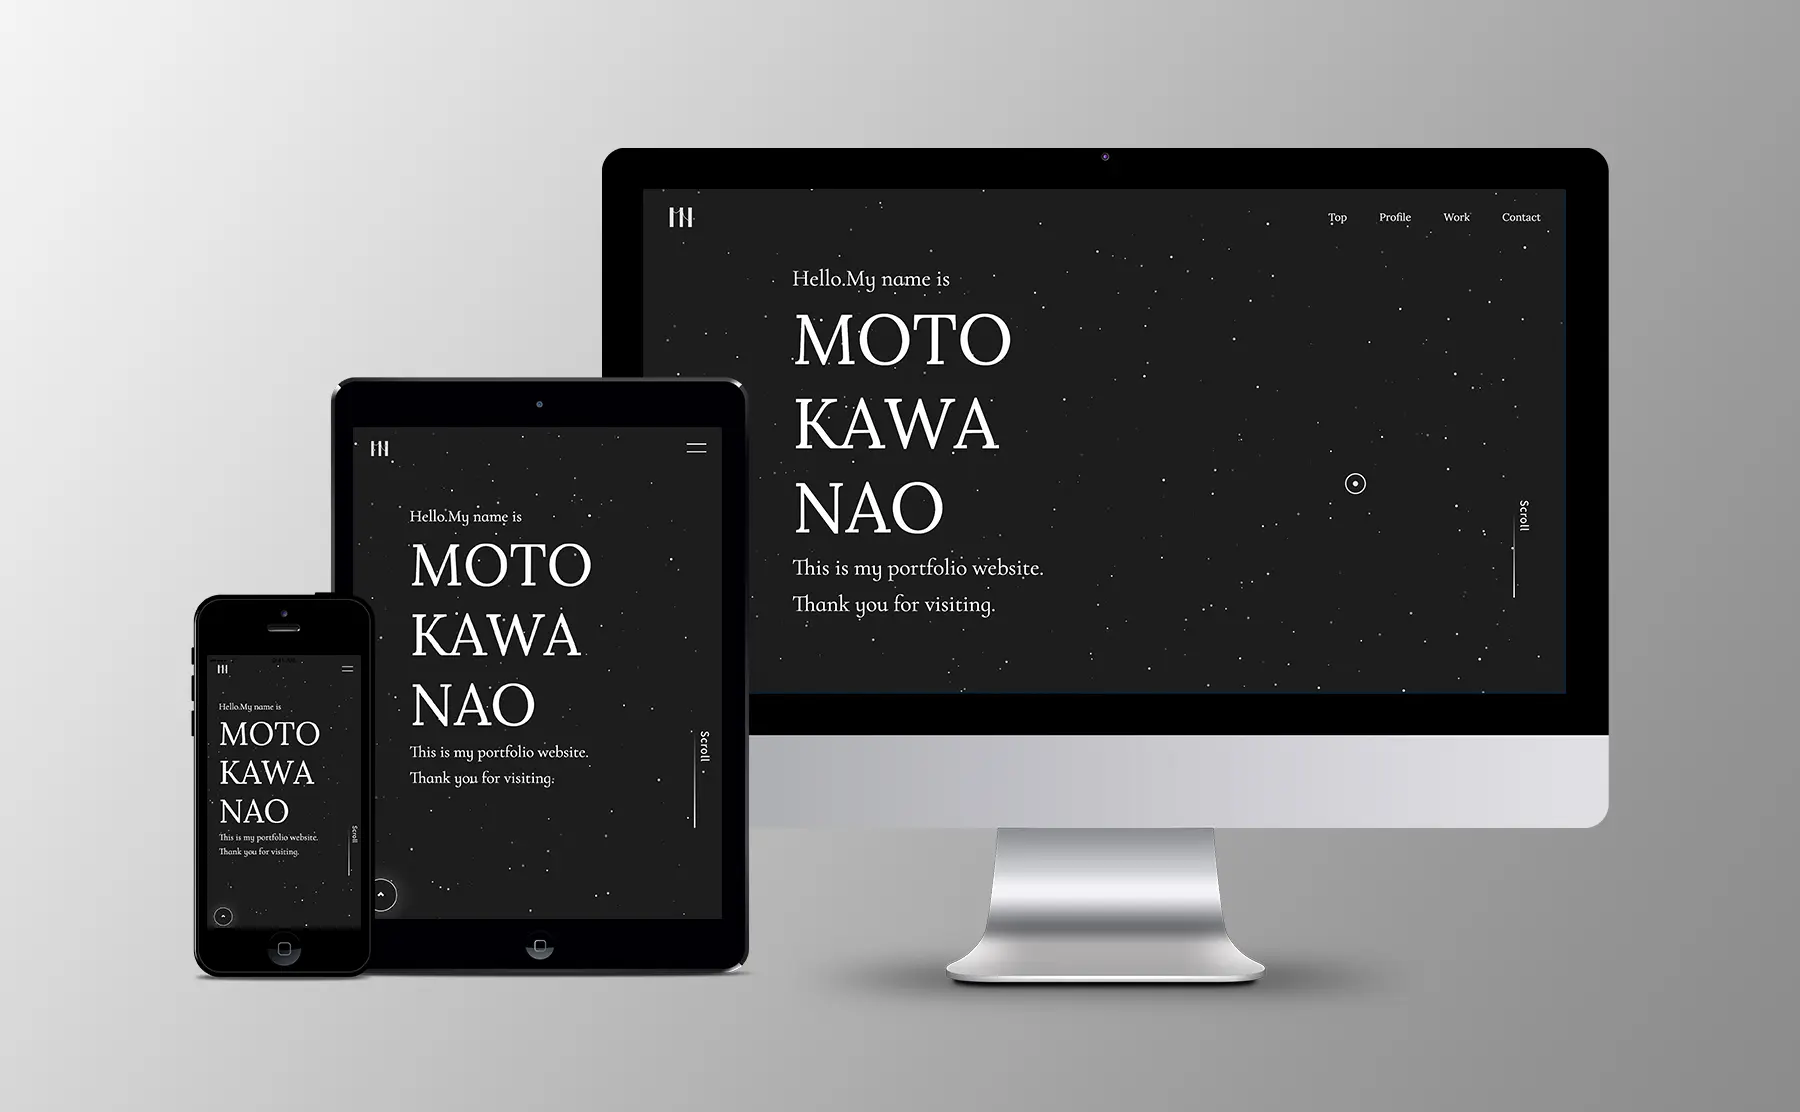 Top Profile Work Contact
Hello.My name is
MOTO
KAWA
NAO
This is my portfolio website.
Thank you for visiting.
Scroll
Hello.My name is
MOTO
KAWA
NAO
This is my portfolio website.
Thank you for visiting.
Scroll
Hello.My name is
MOTO
KAWA
NAO
This is my portfolio website.
Thank you for visiting.
Scroll